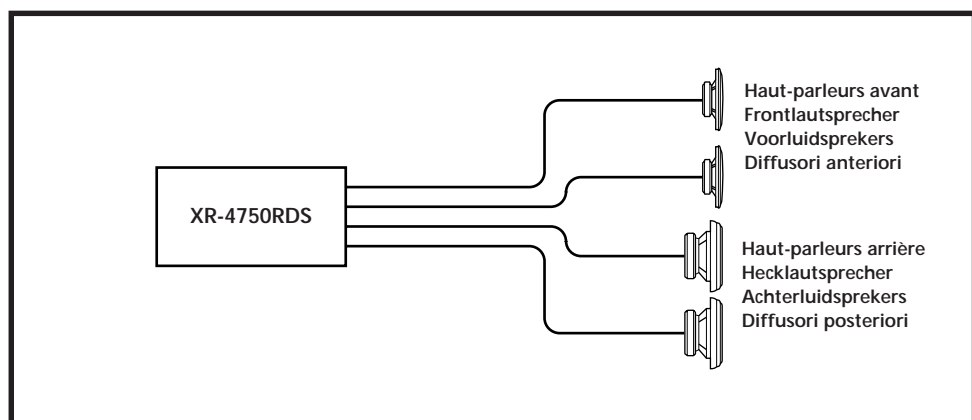 Haut-parleurs avant
Frontlautsprecher
Voorluidsprekers
Diffusori anteriori
XR-4750RDS
Haut-parleurs arrière
Hecklautsprecher
Achterluidsprekers
Diffusori posteriori